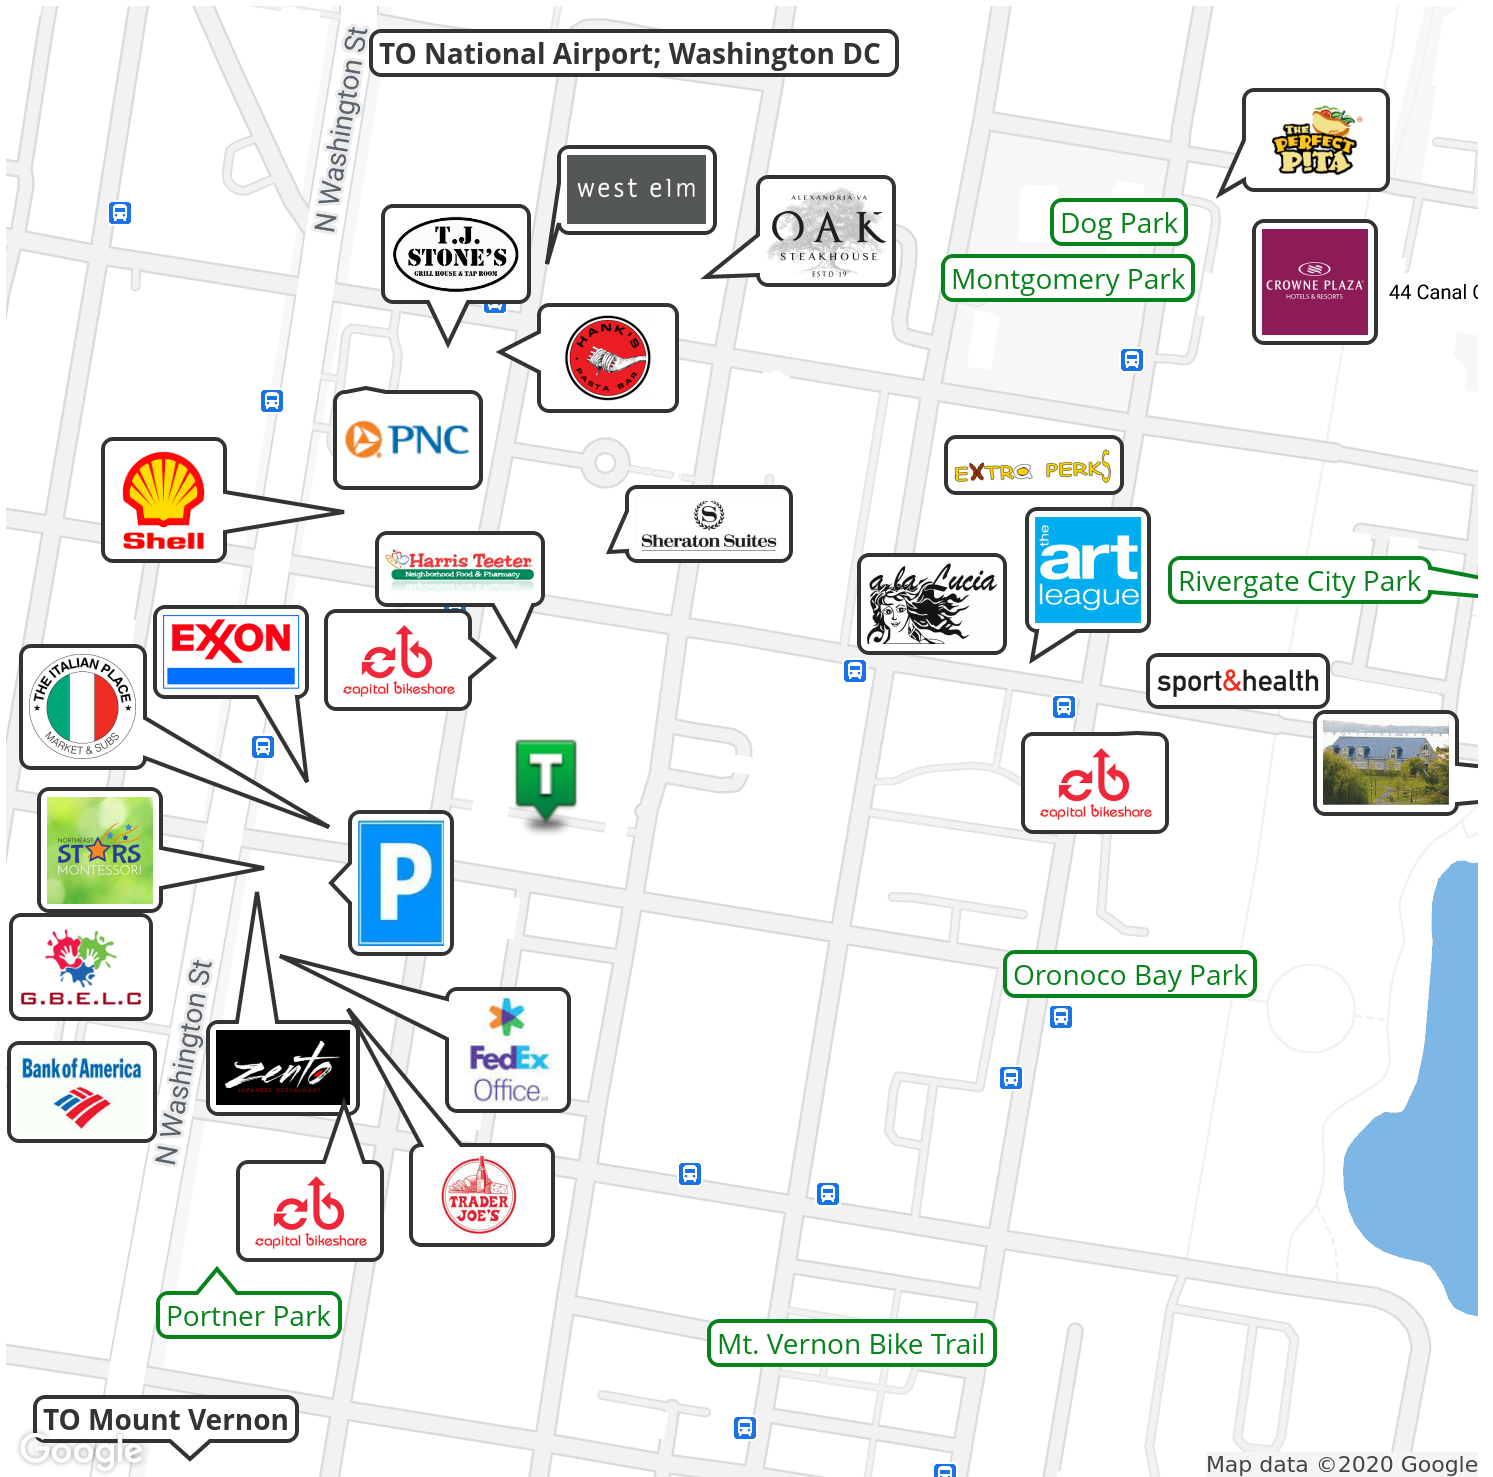 TO National Airport; Washington DC
N Washington St
THE
PERFECT
PITA
west elm
ALEXANDRIA·VA
OAK
STEAKHOUSE
ESTD·19
T.J.
STONE'S
GRILL HOUSE & TAP ROOM
Dog Park
Montgomery Park
CROWNE PLAZA
HOTELS & RESORTS
44 Canal C
HANK'S
PASTA BAR
PNC
EXTRA PERKS
Shell
S
Sheraton Suites
Harris Teeter
Neighborhood Food & Pharmacy
the
art
league
a la Lucia
Rivergate City Park
EXXON
capital bikeshare
THE ITALIAN PLACE
MARKET & SUBS
sport&health
T
capital bikeshare
NORTHEAST
STARS
MONTESSORI
P
G.B.E.L.C
Oronoco Bay Park
N Washington St
FedEx
Office
Bank of America
zento
JAPANESE RESTAURANT
TRADER
JOE'S
capital bikeshare
Portner Park
Mt. Vernon Bike Trail
TO Mount Vernon
Google
Map data ©2020 Google